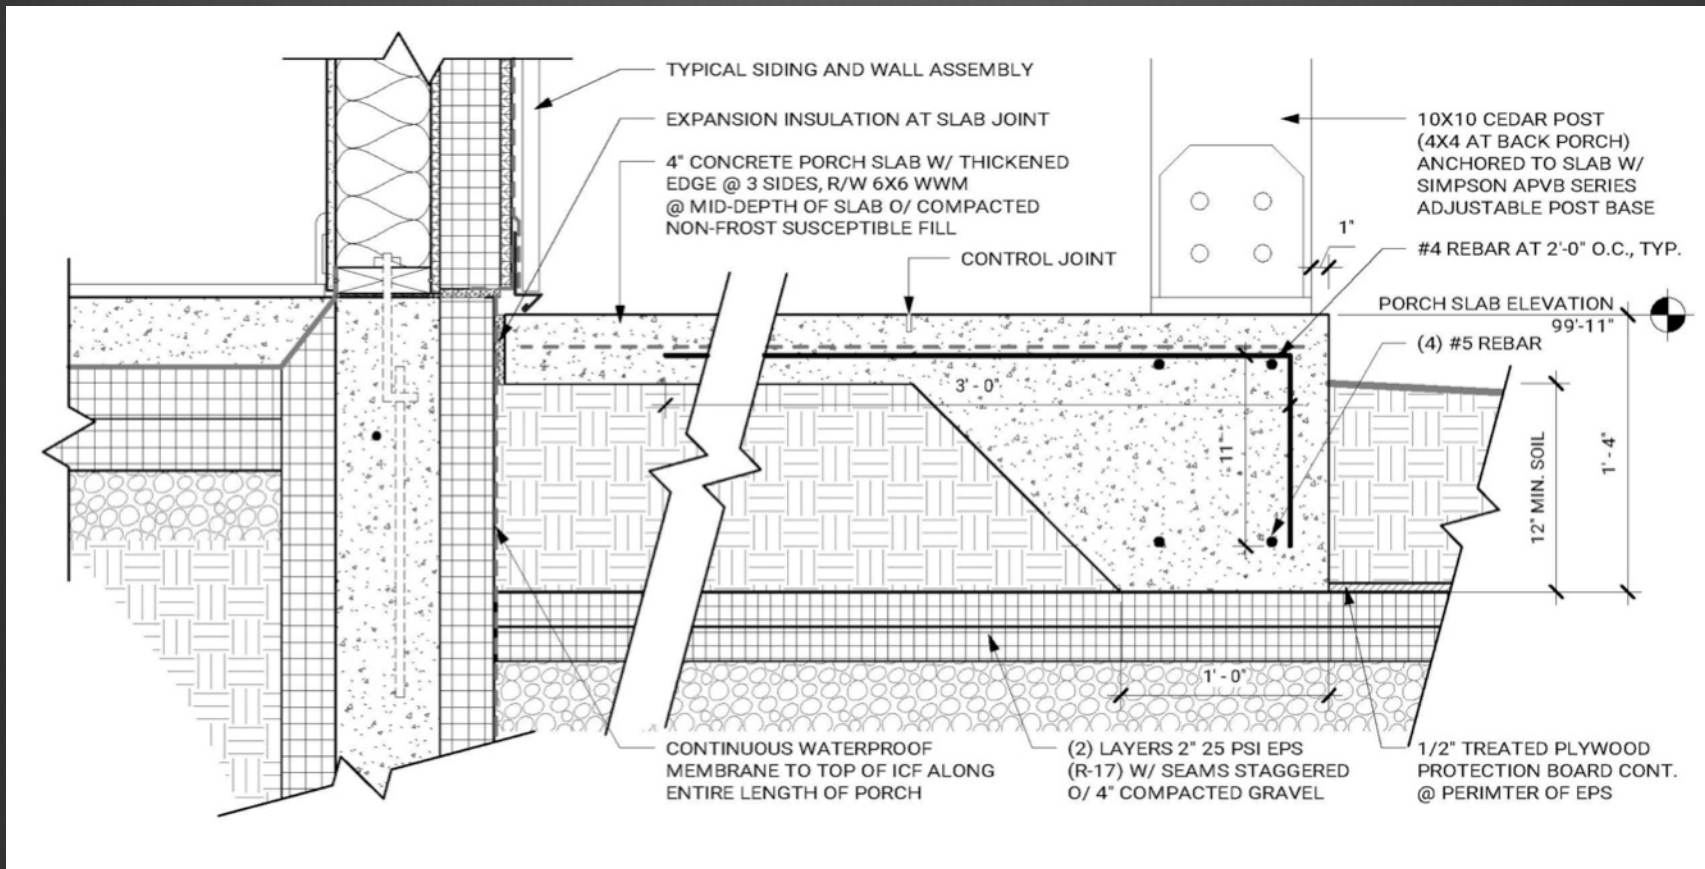 TYPICAL SIDING AND WALL ASSEMBLY
EXPANSION INSULATION AT SLAB JOINT
4" CONCRETE PORCH SLAB W/ THICKENED
EDGE @ 3 SIDES, R/W 6X6 WWM
@ MID-DEPTH OF SLAB O/ COMPACTED
NON-FROST SUSCEPTIBLE FILL
CONTROL JOINT
10X10 CEDAR POST
(4X4 AT BACK PORCH)
ANCHORED TO SLAB W/
SIMPSON APVB SERIES
ADJUSTABLE POST BASE
1"
#4 REBAR AT 2'-0" O.C., TYP.
PORCH SLAB ELEVATION
99'-11"
(4) #5 REBAR
3' - 0"
11"
12" MIN. SOIL
1' - 4"
1' - 0"
CONTINUOUS WATERPROOF
MEMBRANE TO TOP OF ICF ALONG
ENTIRE LENGTH OF PORCH
(2) LAYERS 2" 25 PSI EPS
(R-17) W/ SEAMS STAGGERED
O/ 4" COMPACTED GRAVEL
1/2" TREATED PLYWOOD
PROTECTION BOARD CONT.
@ PERIMTER OF EPS